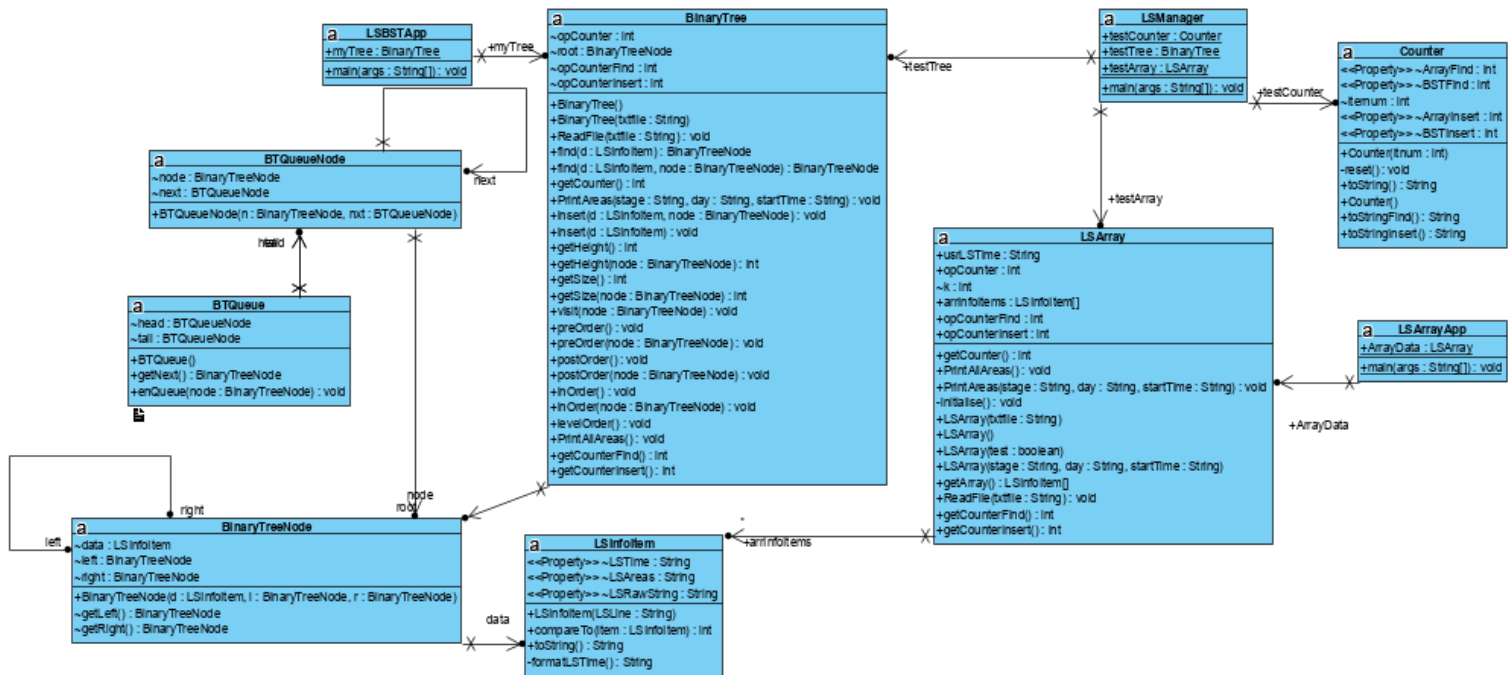 a
LSBSTApp
+myTree : BinaryTree
+main(args : String[]) : void
+myTree
a
BinaryTree
~opCounter : int
~root : BinaryTreeNode
~opCounterFind : int
~opCounterInsert : int
+BinaryTree()
+BinaryTree(txtfile : String)
+ReadFile(txtfile : String) : void
+find(d : LSInfoItem) : BinaryTreeNode
+find(d : LSInfoItem, node : BinaryTreeNode) : BinaryTreeNode
+getCounter() : int
+PrintAreas(stage : String, day : String, startTime : String) : void
+insert(d : LSInfoItem, node : BinaryTreeNode) : void
+insert(d : LSInfoItem) : void
+getHeight() : int
+getHeight(node : BinaryTreeNode) : int
+getSize() : int
+getSize(node : BinaryTreeNode) : int
+visit(node : BinaryTreeNode) : void
+preOrder() : void
+preOrder(node : BinaryTreeNode) : void
+postOrder() : void
+postOrder(node : BinaryTreeNode) : void
+inOrder() : void
+inOrder(node : BinaryTreeNode) : void
+levelOrder() : void
+PrintAllAreas() : void
+getCounterFind() : int
+getCounterInsert() : int
a
LSManager
+testCounter : Counter
+testTree : BinaryTree
+testArray : LSArray
+main(args : String[]) : void
+testTree
+testCounter
+testArray
a
Counter
<<Property>> ~ArrayFind : int
<<Property>> ~BSTFind : int
~itemum : int
<<Property>> ~ArrayInsert : int
<<Property>> ~BSTInsert : int
+Counter(itnum : int)
-reset() : void
+toString() : String
+Counter()
+toStringFind() : String
+toStringInsert() : String
a
BTQueueNode
~node : BinaryTreeNode
~next : BTQueueNode
+BTQueueNode(n : BinaryTreeNode, nxt : BTQueueNode)
next
a
BTQueue
~head : BTQueueNode
~tail : BTQueueNode
+BTQueue()
+getNext() : BinaryTreeNode
+enQueue(node : BinaryTreeNode) : void
a
LSArray
+usrLSTime : String
+opCounter : int
~k : int
+arrinfoitems : LSInfoItem[]
+opCounterFind : int
+opCounterInsert : int
+getCounter() : int
+PrintAllAreas() : void
+PrintAreas(stage : String, day : String, startTime : String) : void
-initialise() : void
+LSArray(txtfile : String)
+LSArray()
+LSArray(test : boolean)
+LSArray(stage : String, day : String, startTime : String)
+getArray() : LSInfoItem[]
+ReadFile(txtfile : String) : void
+getCounterFind() : int
+getCounterInsert() : int
a
LSArrayApp
+ArrayData : LSArray
+main(args : String[]) : void
+ArrayData
node
root
right
left
a
BinaryTreeNode
~data : LSInfoItem
~left : BinaryTreeNode
~right : BinaryTreeNode
+BinaryTreeNode(d : LSInfoItem, l : BinaryTreeNode, r : BinaryTreeNode)
~getLeft() : BinaryTreeNode
~getRight() : BinaryTreeNode
data
*
+arrinfoitems
a
LSInfoItem
<<Property>> ~LSTime : String
<<Property>> ~LSAreas : String
<<Property>> ~LSRawString : String
+LSInfoItem(LSLine : String)
+compareTo(item : LSInfoItem) : int
+toString() : String
-formatLSTime() : String